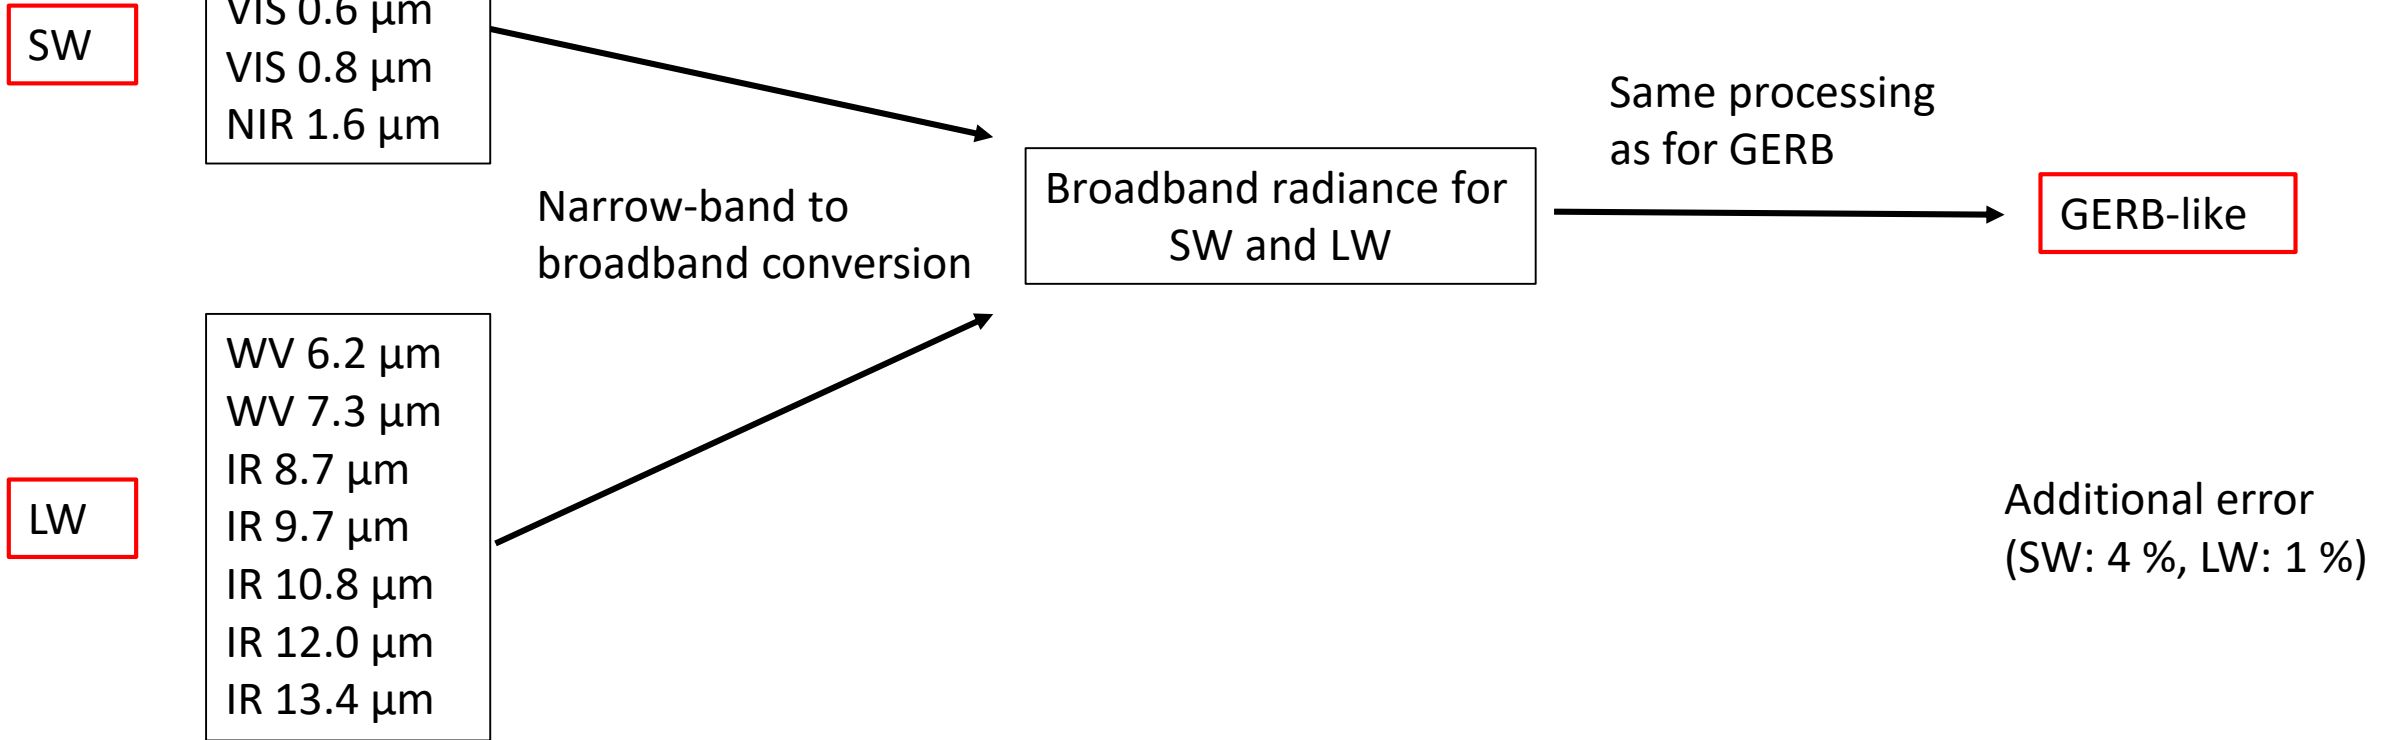 SW
VIS 0.6 µm
VIS 0.8 µm
NIR 1.6 µm
Narrow-band to
broadband conversion
Broadband radiance for
SW and LW
Same processing
as for GERB
GERB-like
LW
WV 6.2 µm
WV 7.3 µm
IR 8.7 µm
IR 9.7 µm
IR 10.8 µm
IR 12.0 µm
IR 13.4 µm
Additional error
(SW: 4 %, LW: 1 %)